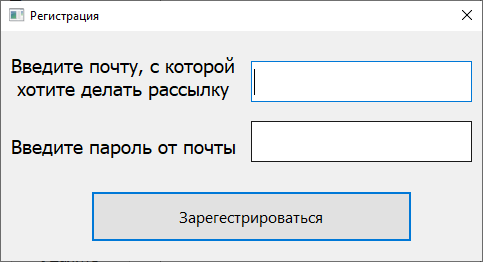 Регистрация
Введите почту, с которой
хотите делать рассылку
Введите пароль от почты
Зарегестрироваться